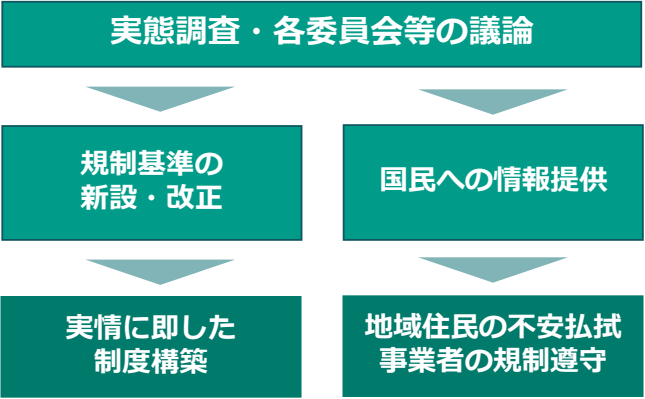 実態調査・各委員会等の議論
規制基準の
新設・改正
国民への情報提供
実情に即した
制度構築
地域住民の不安払拭
事業者の規制遵守